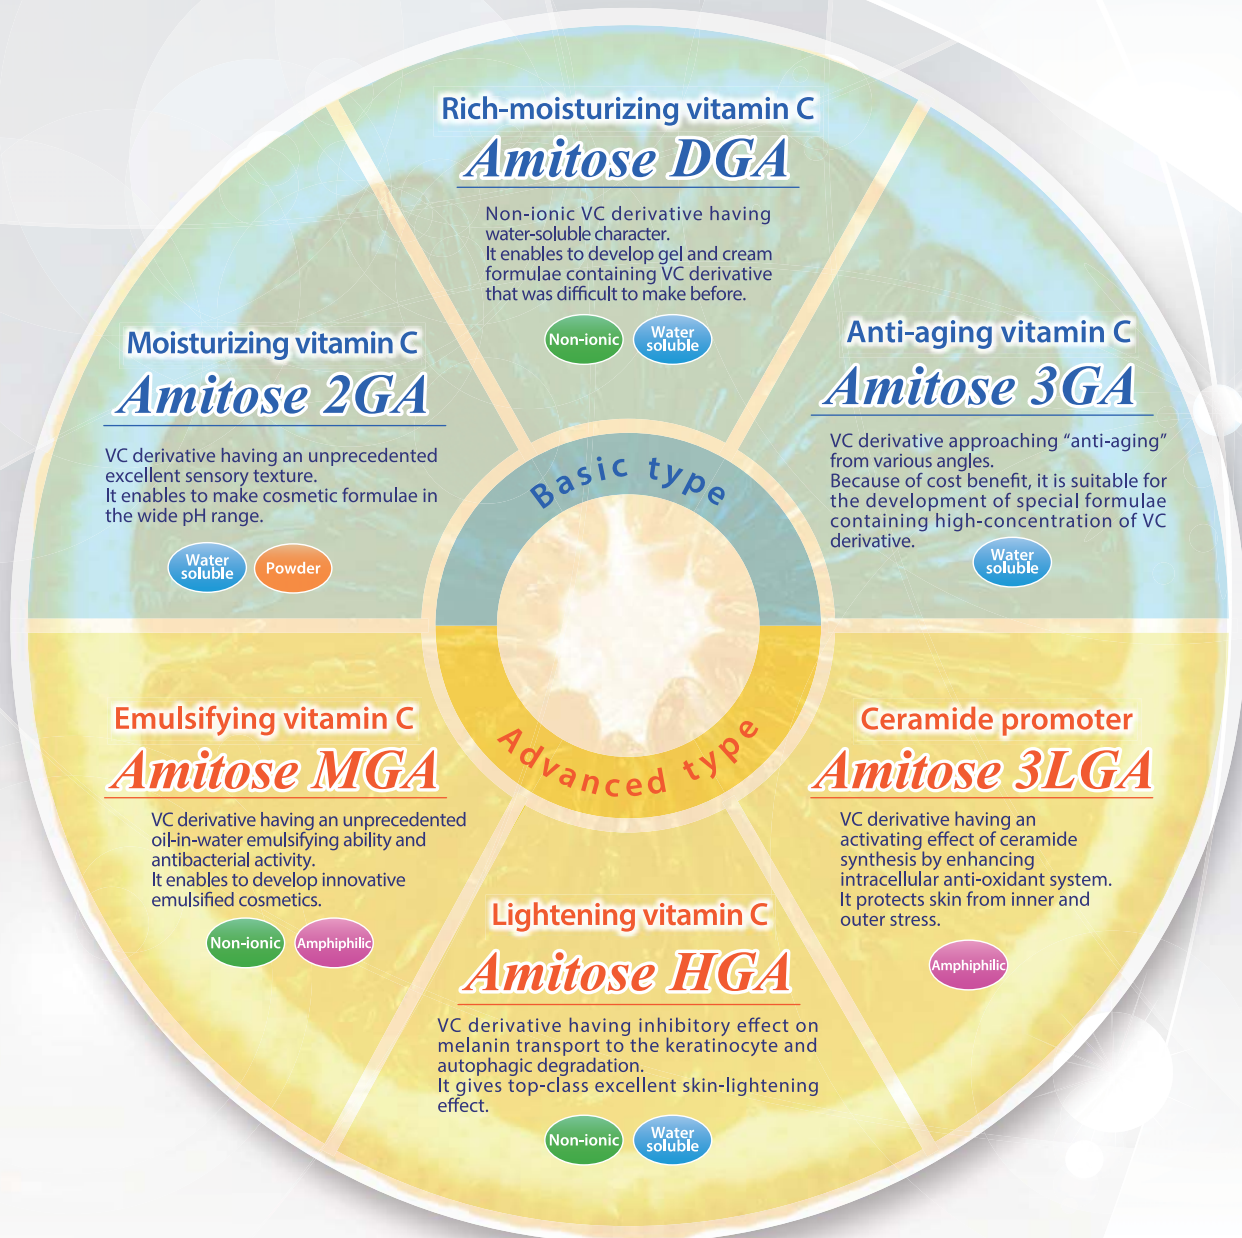 Rich-moisturizing vitamin C
Amitose DGA
Non-ionic VC derivative having
water-soluble character.
It enables to develop gel and cream
formulae containing VC derivative
that was difficult to make before.
Non-ionic
Water
soluble
Moisturizing vitamin C
Amitose 2GA
VC derivative having an unprecedented
excellent sensory texture.
It enables to make cosmetic formulae in
the wide pH range.
Water
soluble
Powder
Anti-aging vitamin C
Amitose 3GA
VC derivative approaching “anti-aging”
from various angles.
Because of cost benefit, it is suitable for
the development of special formulae
containing high-concentration of VC
derivative.
Water
soluble
Basic type
Advanced type
Emulsifying vitamin C
Amitose MGA
VC derivative having an unprecedented
oil-in-water emulsifying ability and
antibacterial activity.
It enables to develop innovative
emulsified cosmetics.
Non-ionic
Amphiphilic
Ceramide promoter
Amitose 3LGA
VC derivative having an
activating effect of ceramide
synthesis by enhancing
intracellular anti-oxidant system.
It protects skin from inner and
outer stress.
Amphiphilic
Lightening vitamin C
Amitose HGA
VC derivative having inhibitory effect on
melanin transport to the keratinocyte and
autophagic degradation.
It gives top-class excellent skin-lightening
effect.
Non-ionic
Water
soluble